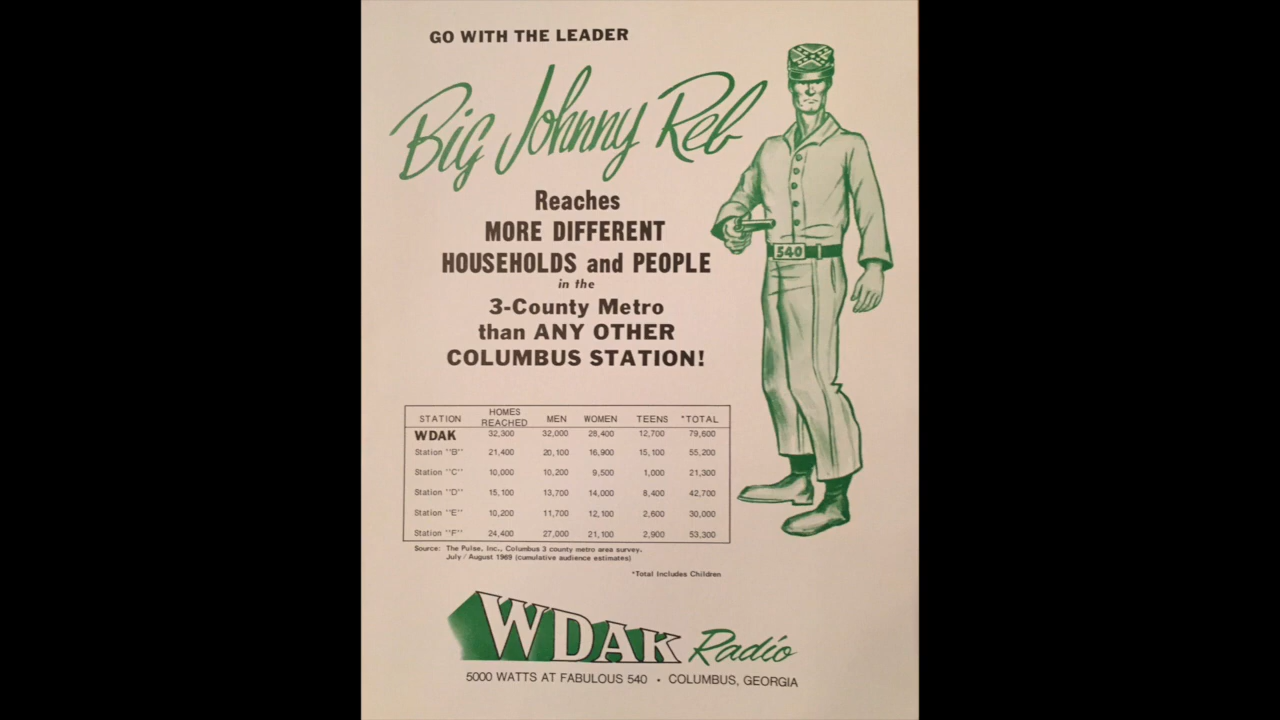 GO WITH THE LEADER
Big Johnny Reb
Reaches
MORE DIFFERENT
HOUSEHOLDS and PEOPLE
in the
3-County Metro
than ANY OTHER
COLUMBUS STATION!
540
STATION HOMES REACHED MEN WOMEN TEENS *TOTAL
WDAK 32,300 32,000 28,400 12,700 79,600
Station "B" 21,400 20,100 16,900 15,100 55,200
Station "C" 10,000 10,200 9,500 1,000 21,300
Station "D" 15,100 13,700 14,000 8,400 42,700
Station "E" 10,200 11,700 12,100 2,600 30,000
Station "F" 24,400 27,000 21,100 2,900 53,300
Source: The Pulse, Inc., Columbus 3 county metro area survey.
July / August 1969 (cumulative audience estimates)
*Total Includes Children
WDAK Radio
5000 WATTS AT FABULOUS 540 • COLUMBUS, GEORGIA